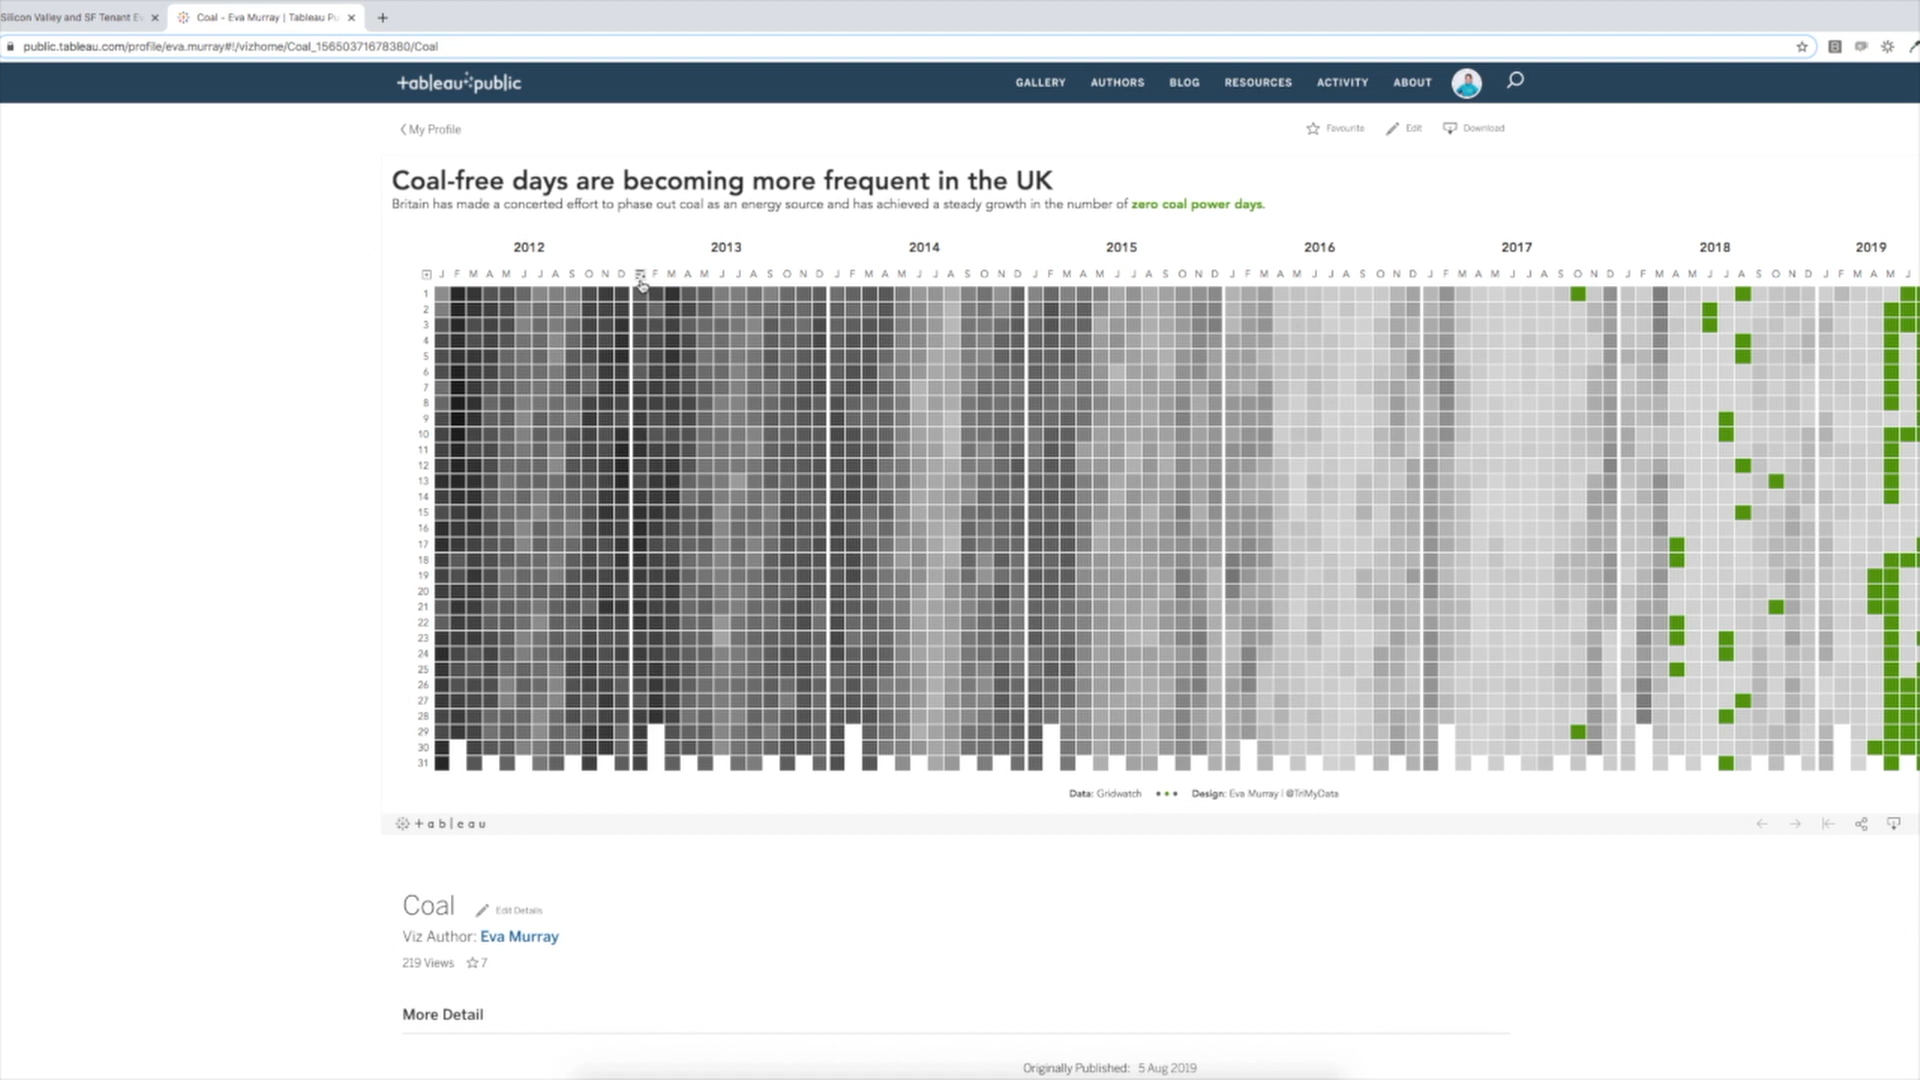 Silicon Valley and SF Tenant Ev
Coal - Eva Murray | Tableau Pu
public.tableau.com/profile/eva.murray#!/vizhome/Coal_15650371678380/Coal
+ableau public
GALLERY AUTHORS BLOG RESOURCES ACTIVITY ABOUT
My Profile
Favourite Edit Download
Coal-free days are becoming more frequent in the UK
Britain has made a concerted effort to phase out coal as an energy source and has achieved a steady growth in the number of zero coal power days.
2012 2013 2014 2015 2016 2017 2018 2019
J F M A M J J A S O N D F M A M J J A S O N D J F M A M J J A S O N D J F M A M J J A S O N D J F M A M J J A S O N D J F M A M J J A S O N D J F M A M J J A S O N D J F M A M J
1
2
3
4
5
6
7
8
9
10
11
12
13
14
15
16
17
18
19
20
21
22
23
24
25
26
27
28
29
30
31
Data: Gridwatch ••• Design: Eva Murray | @TriMyData
+ a b | e a u
Coal Edit Details
Viz Author: Eva Murray
219 Views 7
More Detail
Originally Published: 5 Aug 2019